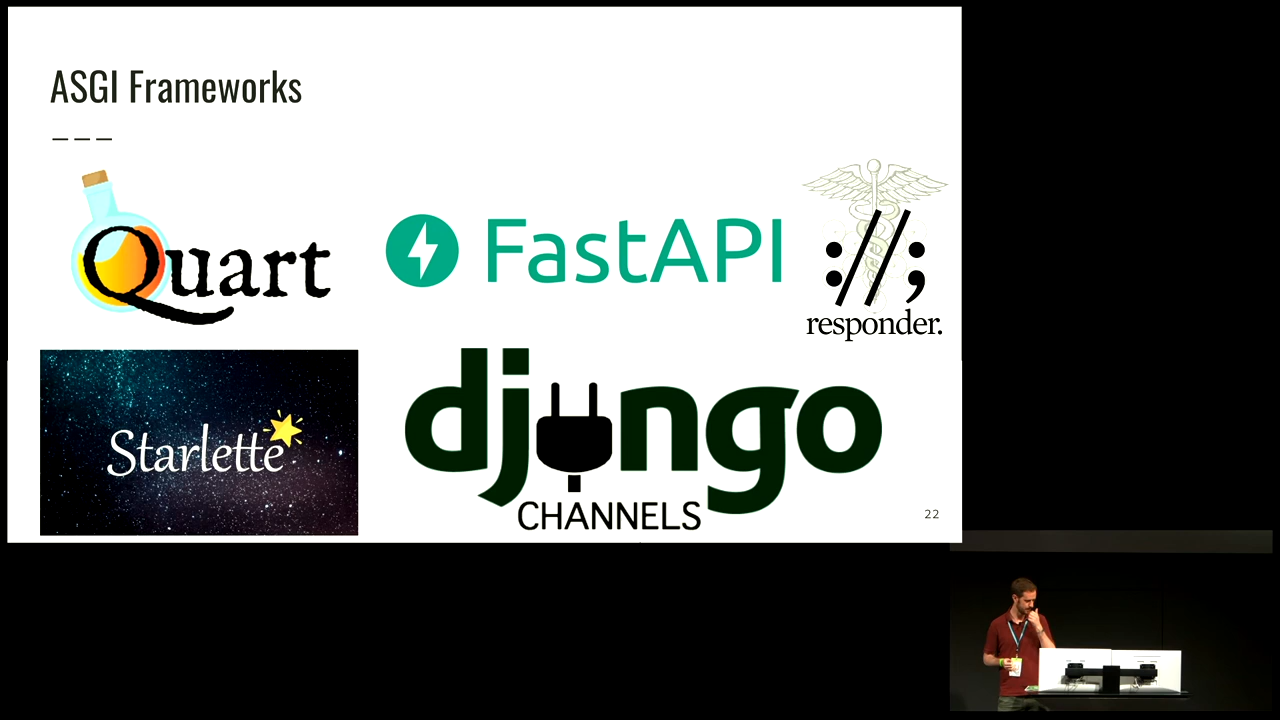 ASGI Frameworks
Quart
FastAPI
://;
responder.
Starlette
django
CHANNELS
22